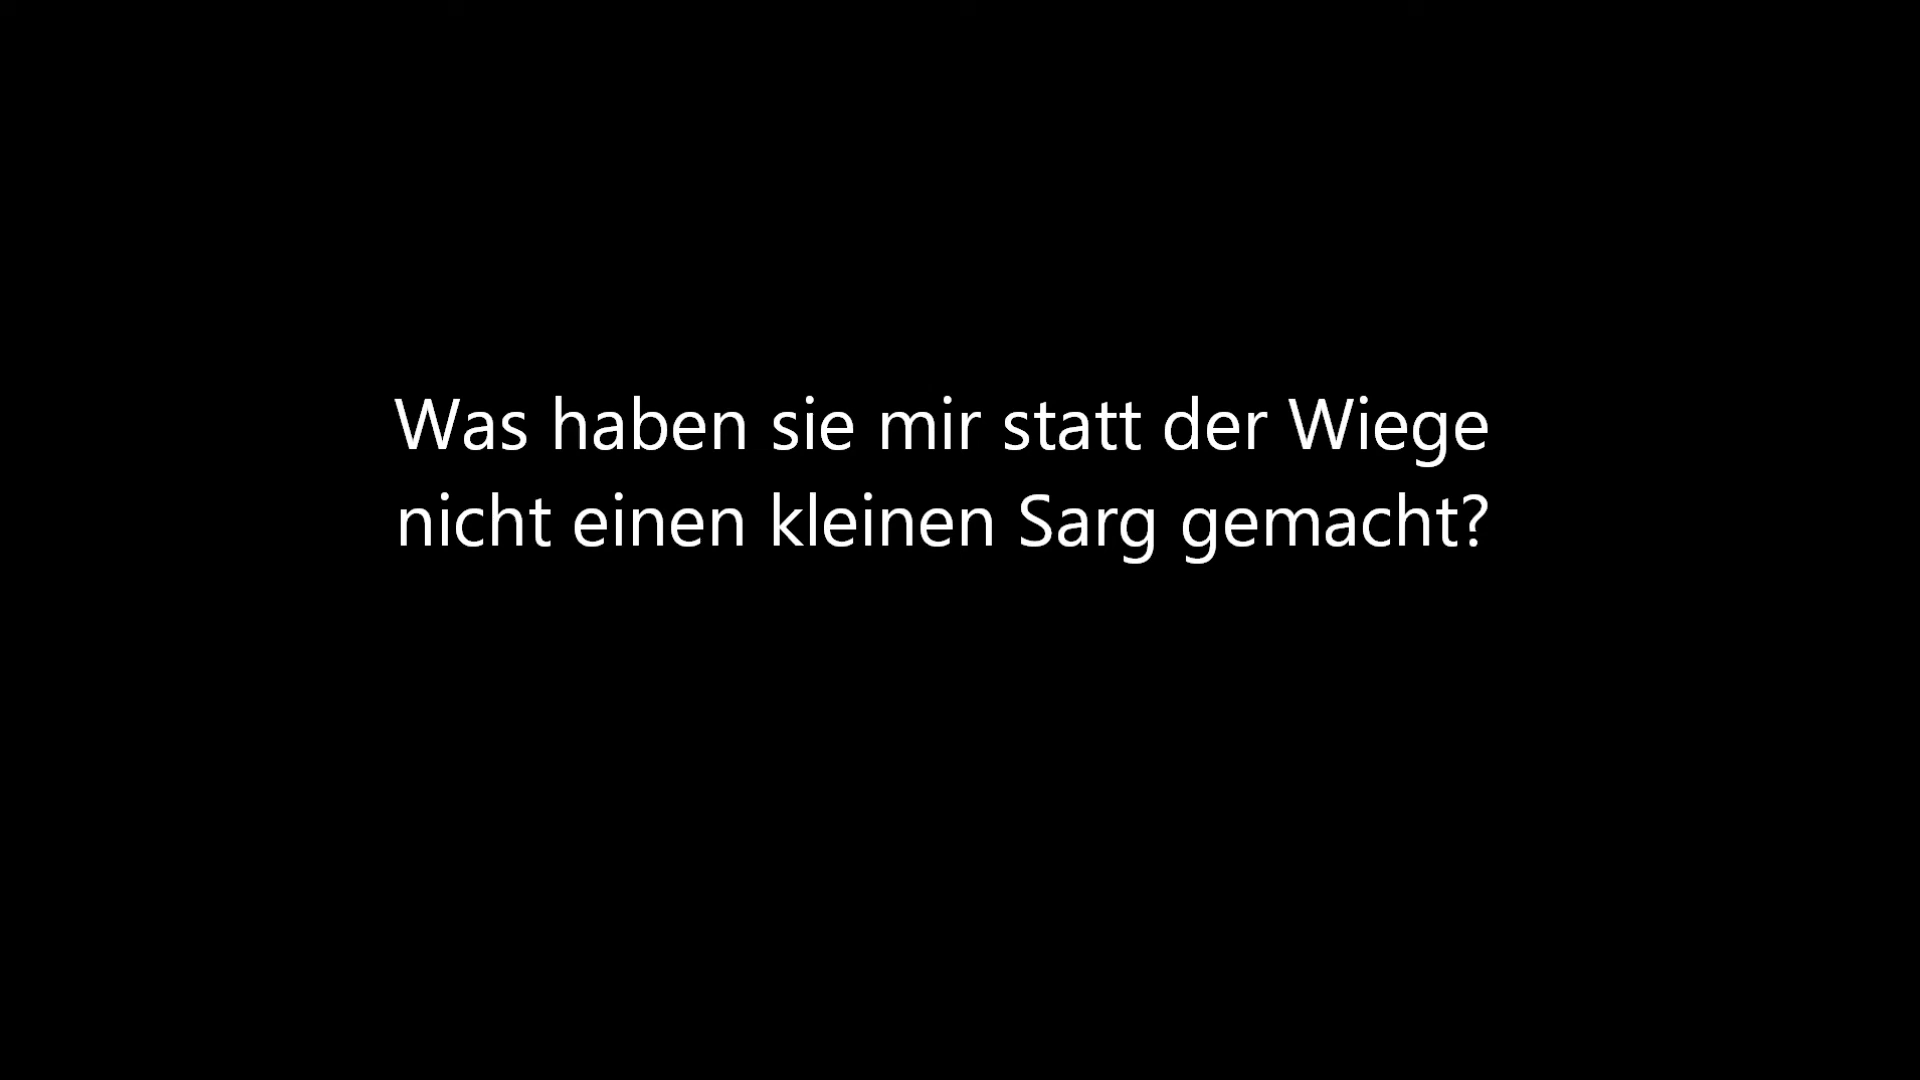 Was haben sie mir statt der Wiege
nicht einen kleinen Sarg gemacht?